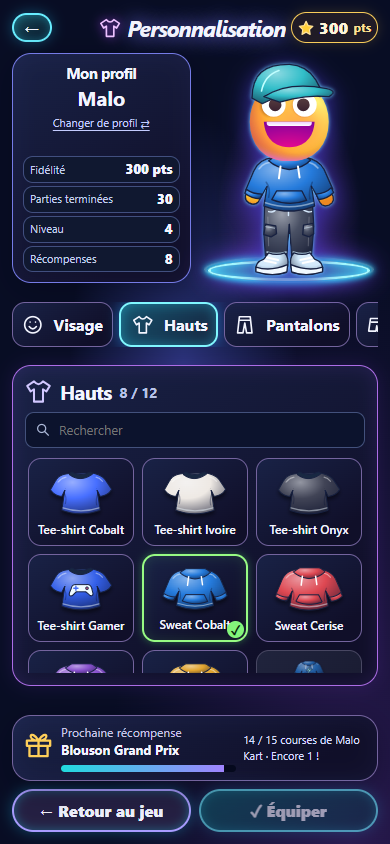 ←
Personnalisation
300 pts
Mon profil
Malo
Changer de profil ⇄
Fidélité 300 pts
Parties terminées 30
Niveau 4
Récompenses 8
Visage
Hauts
Pantalons
Hauts 8 / 12
Rechercher
Tee-shirt Cobalt
Tee-shirt Ivoire
Tee-shirt Onyx
Tee-shirt Gamer
Sweat Cobalt
Sweat Cerise
Prochaine récompense
Blouson Grand Prix
14 / 15 courses de Malo
Kart · Encore 1 !
← Retour au jeu
✓ Équiper